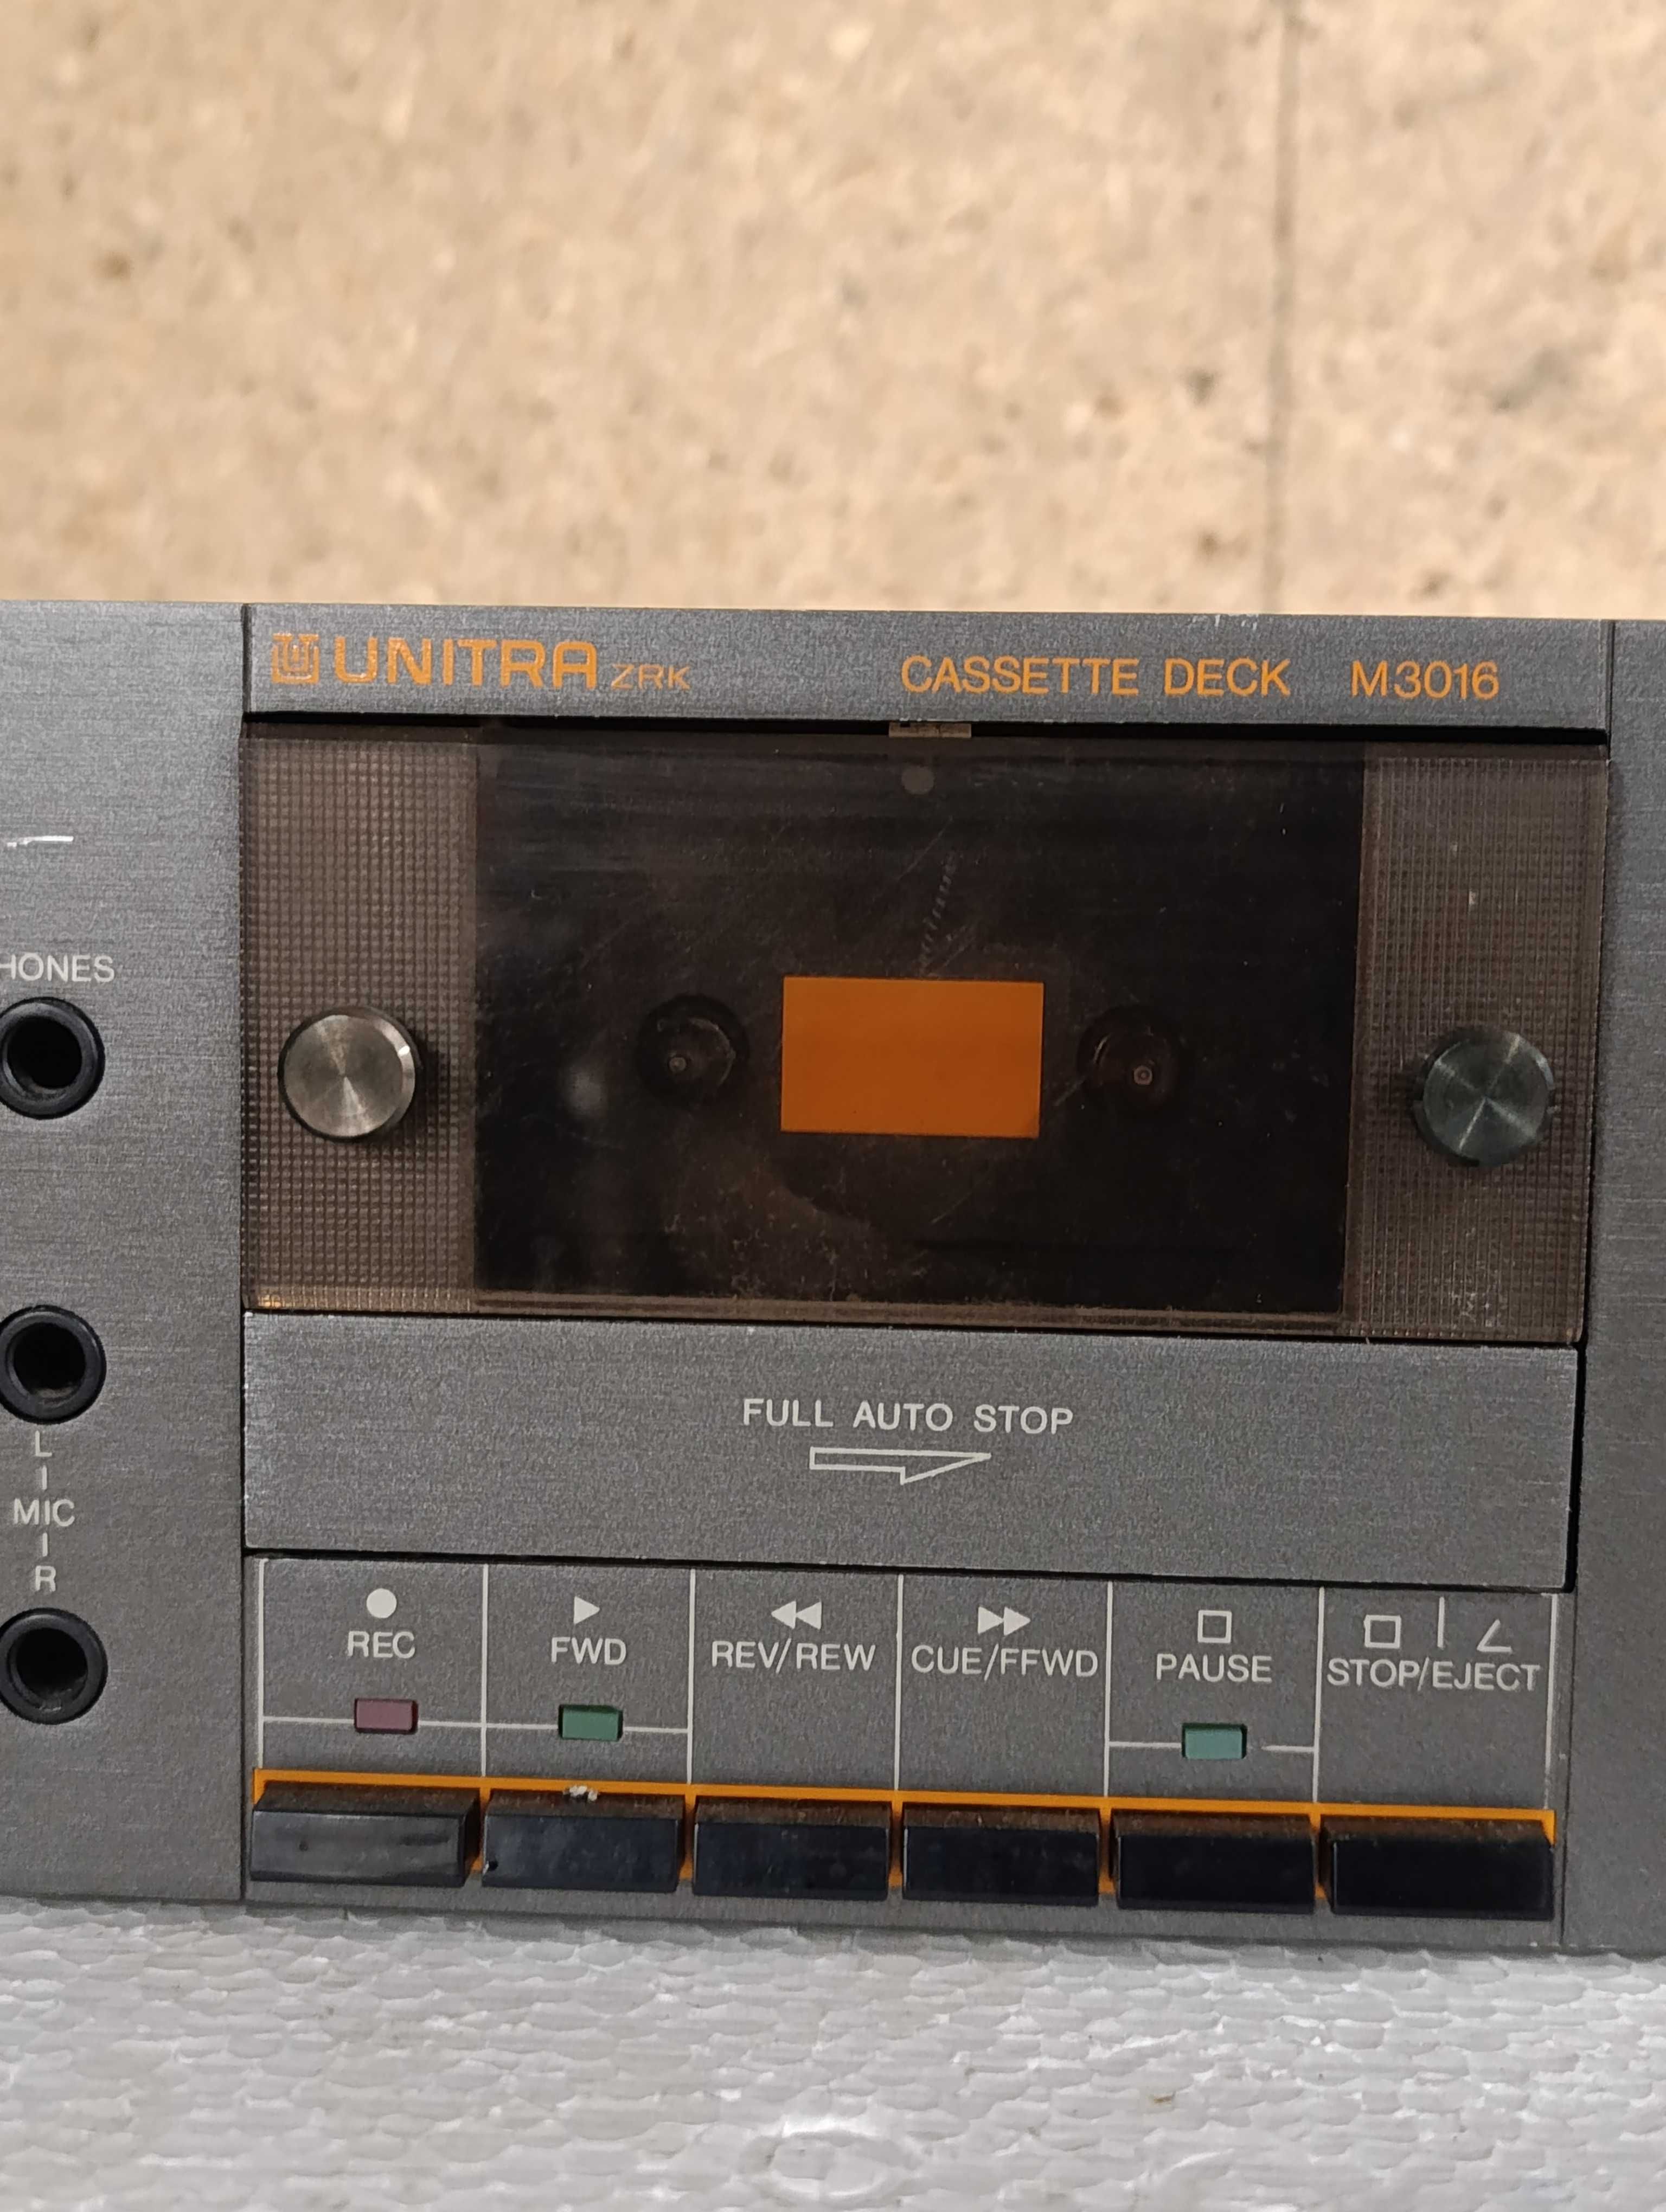 UNITRA ZRK CASSETTE DECK M3016
HONES
FULL AUTO STOP
L
MIC
R
REC FWD REV/REW CUE/FFWD PAUSE STOP/EJECT